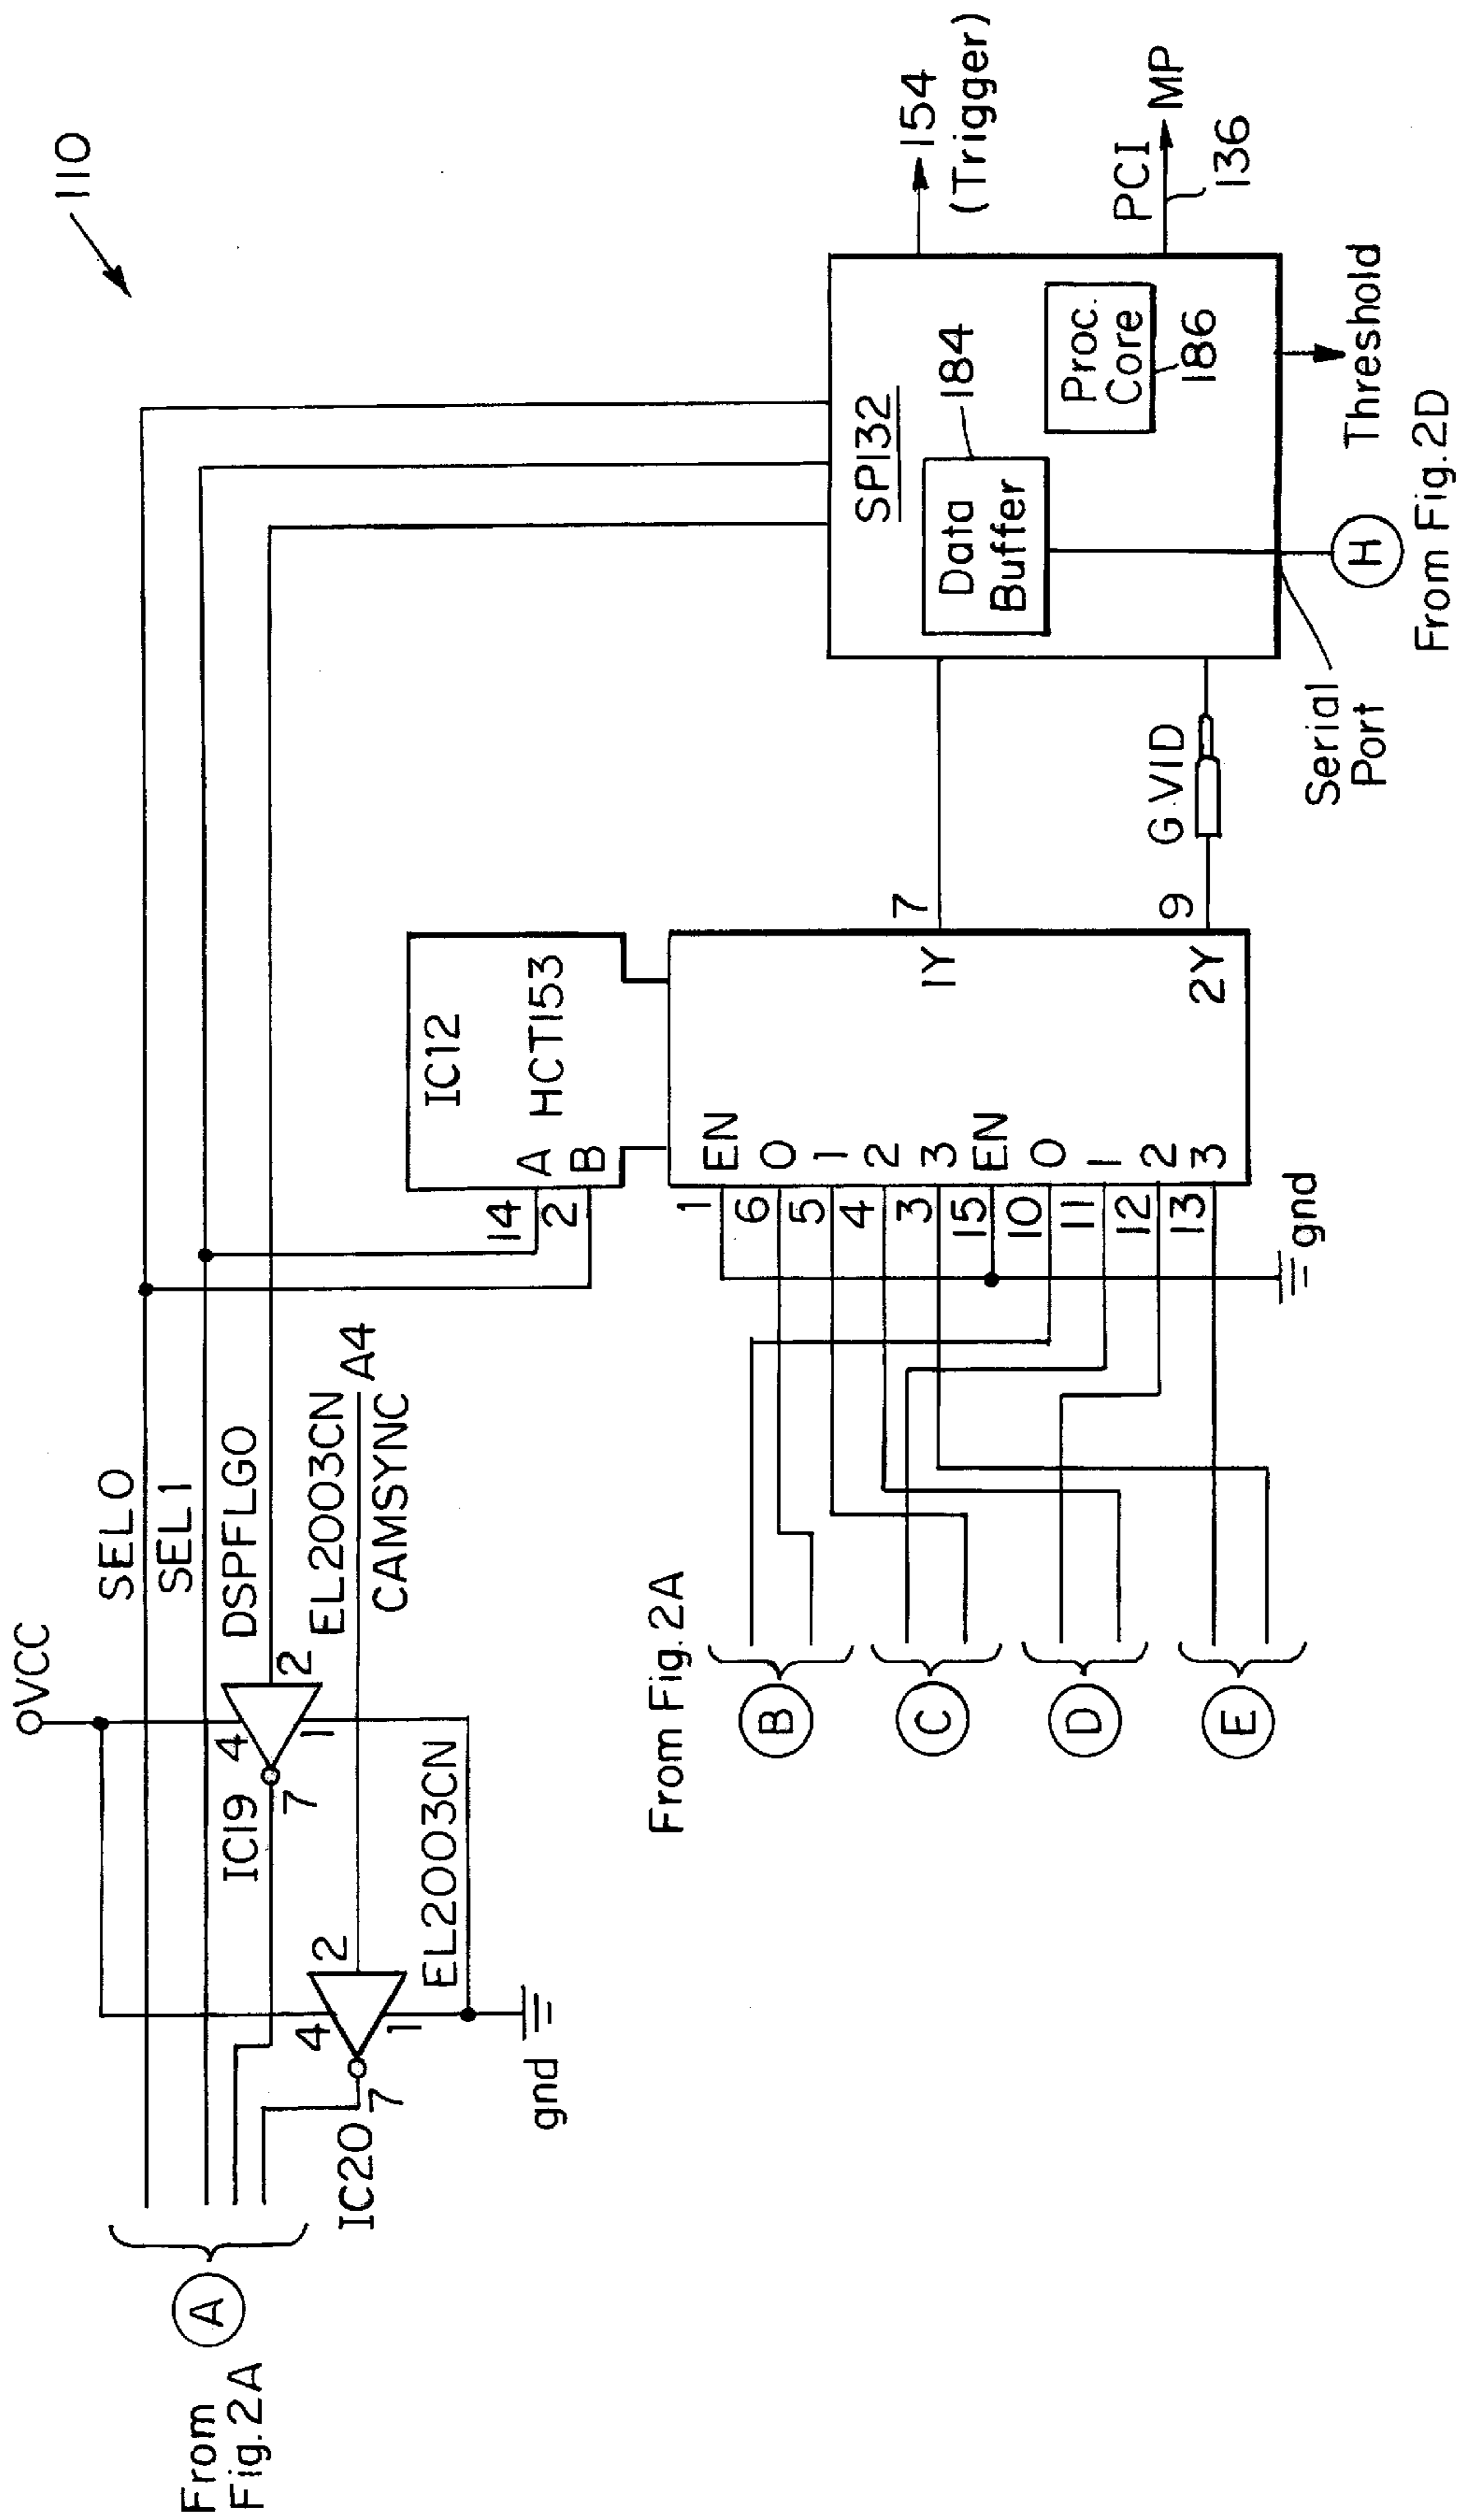 110
VCC
SEL0
SEL1
DSPFLG0
4
2
1
7
IC19
EL2003CN
A4
CAMSYNC
4
2
1
7
IC20
EL2003CN
gnd
From
Fig.2A
A
IC12
HCT153
A
B
14
2
1
6
5
4
3
15
10
11
12
13
EN
0
1
2
3
EN
0
1
2
3
1Y
2Y
7
9
gnd
From Fig.2A
B
C
D
E
G VID
SP132
Data
Buffer
184
Proc.
Core
186
154
(Trigger)
PCI
MP
136
Threshold
Serial
Port
H
From Fig.2D